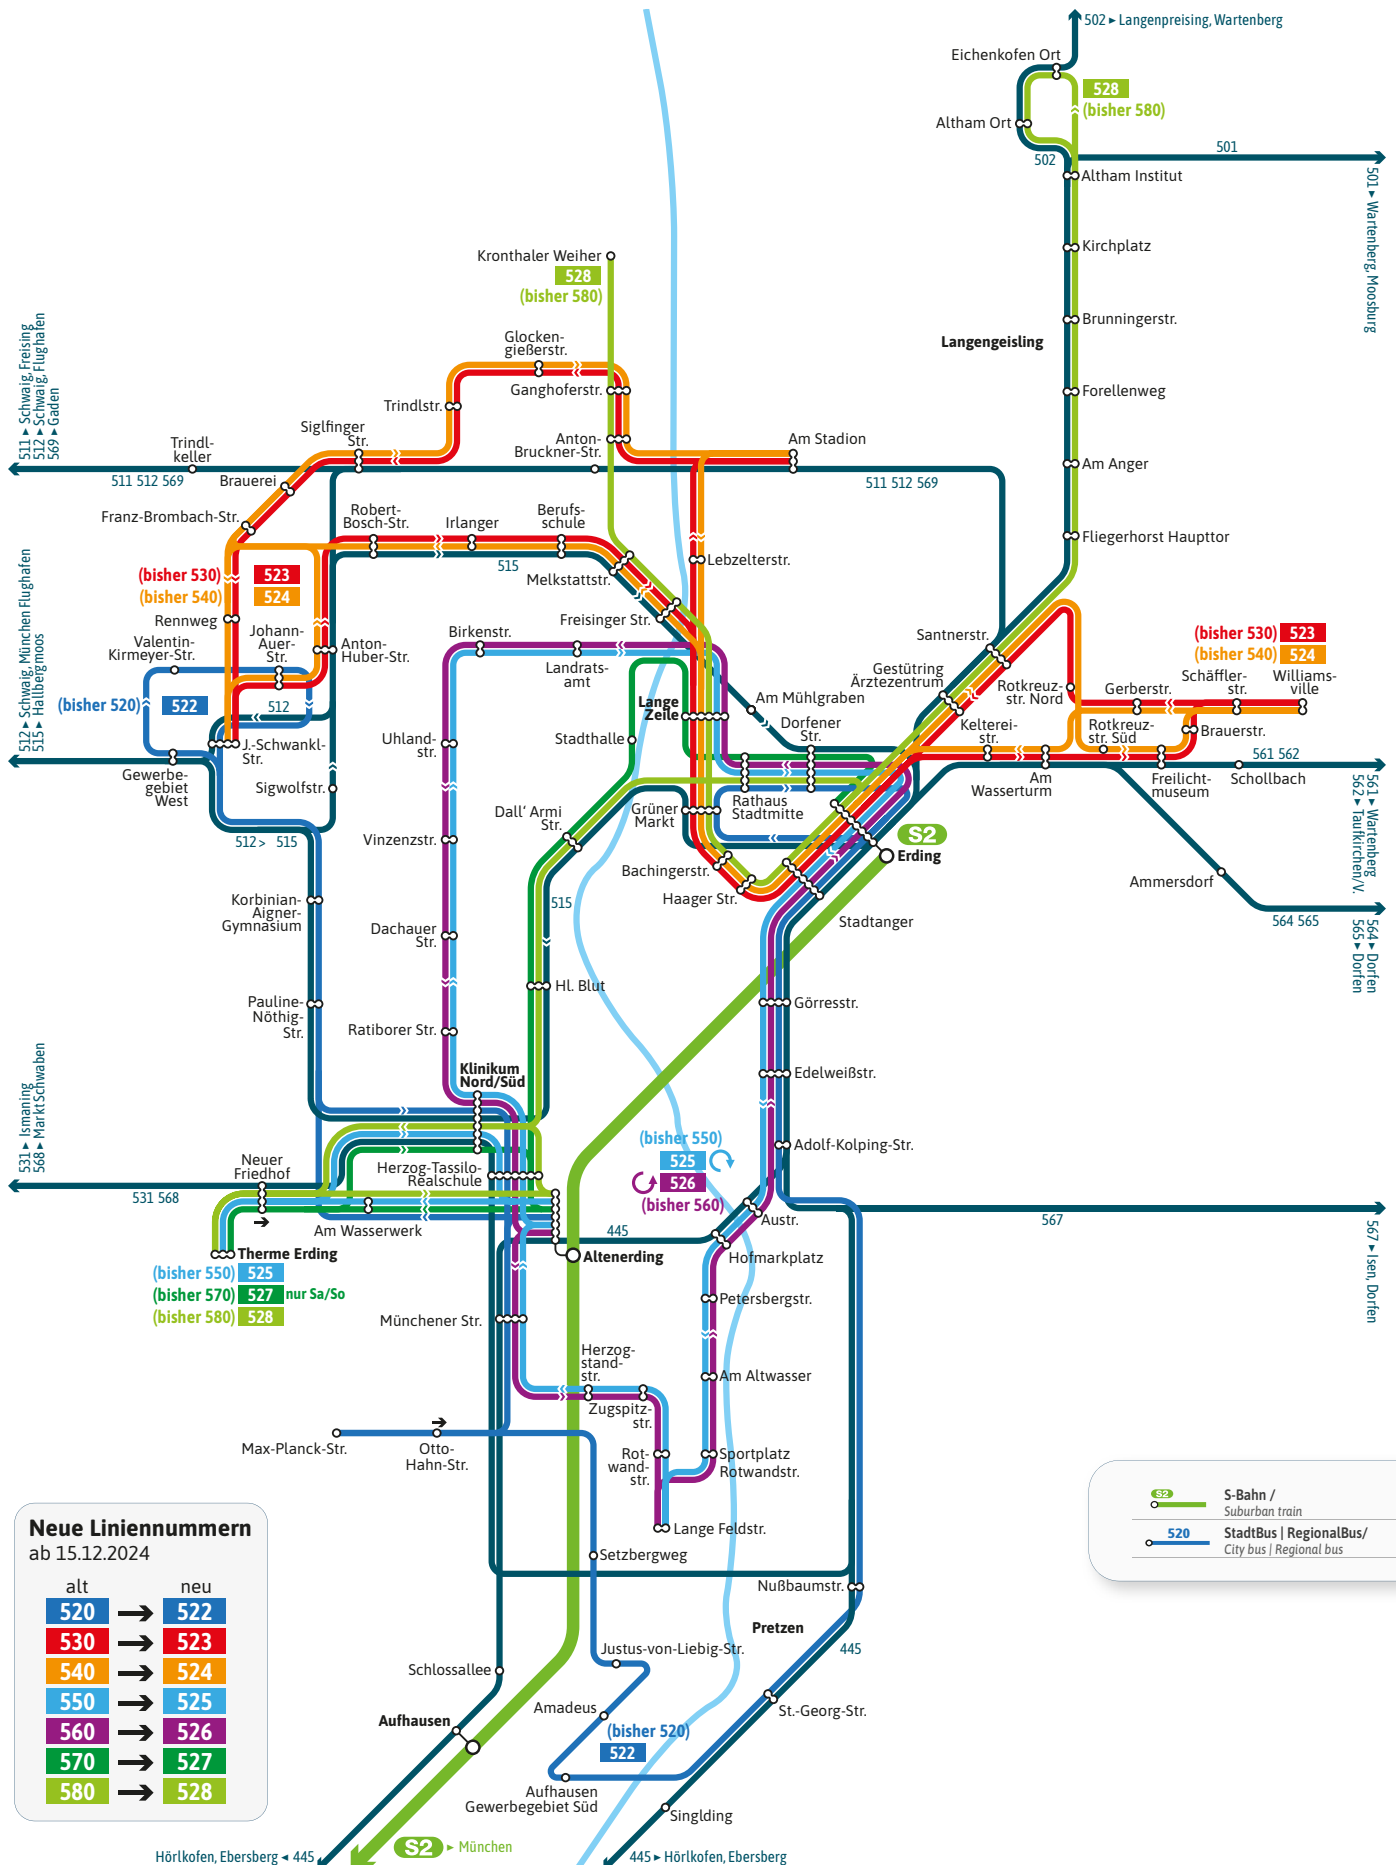 502 ▸ Langenpreising, Wartenberg
Eichenkofen Ort
528
(bisher 580)
Altham Ort
502
501
Altham Institut
501 ▸ Wartenberg, Moosburg
Kirchplatz
Brunningerstr.
Langengeisling
Forellenweg
Am Anger
Fliegerhorst Haupttor
Kronthaler Weiher
528
(bisher 580)
511 ▸ Schwaig, Freising
512 ▸ Schwaig, Flughafen
569 ▸ Gaden
Glocken-
gießerstr.
Ganghoferstr.
Trindlstr.
Siglfinger
Str.
Trindl-
keller
Anton-
Bruckner-Str.
Am Stadion
511 512 569
511 512 569
Brauerei
Franz-Brombach-Str.
Robert-
Bosch-Str.
Irlanger
Berufs-
schule
515
Melkstattstr.
Lebzelterstr.
Freisinger Str.
512 ▸ Schwaig, München Flughafen
515 ▸ Hallbergmoos
(bisher 530) 523
(bisher 540) 524
Rennweg
Valentin-
Kirmeyer-Str.
Johann-
Auer-
Str.
Anton-
Huber-Str.
(bisher 520) 522
512
J.-Schwankl-
Str.
Gewerbe-
gebiet
West
Sigwolfstr.
512 > 515
Birkenstr.
Landrats-
amt
Lange
Zeile
Am Mühlgraben
Dorfener
Str.
Uhland-
str.
Stadthalle
Santnerstr.
Gestütring
Ärztezentrum
Rotkreuz-
str. Nord
(bisher 530) 523
(bisher 540) 524
Gerberstr.
Schäffler-
str.
Williams-
ville
Kelterei-
str.
Rotkreuz-
str. Süd
Brauerstr.
Am
Wasserturm
Freilicht-
museum
Schollbach
561 562
561 ▸ Wartenberg
562 ▸ Taufkirchen/V.
Ammersdorf
564 565
564 ▸ Dorfen
565 ▸ Dorfen
Dall' Armi
Str.
Grüner
Markt
Rathaus
Stadtmitte
Vinzenzstr.
Bachingerstr.
Haager Str.
S2
Erding
Stadtanger
Korbinian-
Aigner-
Gymnasium
515
Dachauer
Str.
Pauline-
Nöthig-
Str.
Hl. Blut
Ratiborer Str.
Görresstr.
Edelweißstr.
Adolf-Kolping-Str.
531 ▸ Ismaning
568 ▸ Markt Schwaben
Klinikum
Nord/Süd
Neuer
Friedhof
Herzog-Tassilo-
Realschule
531 568
Am Wasserwerk
Therme Erding
(bisher 550) 525
(bisher 570) 527 nur Sa/So
(bisher 580) 528
(bisher 550)
525
526
(bisher 560)
Austr.
445
Altenerding
Hofmarkplatz
567
567 ▸ Isen, Dorfen
Petersbergstr.
Münchener Str.
Herzog-
stand-
str.
Am Altwasser
Zugspitz-
str.
Max-Planck-Str.
Otto-
Hahn-Str.
Rot-
wand-
str.
Sportplatz
Rotwandstr.
Lange Feldstr.
Setzbergweg
Nußbaumstr.
Pretzen
445
Justus-von-Liebig-Str.
Schlossallee
Amadeus
St.-Georg-Str.
Aufhausen
(bisher 520)
522
Aufhausen
Gewerbegebiet Süd
Singlding
S2 ▸ München
Hörlkofen, Ebersberg ◂ 445
445 ▸ Hörlkofen, Ebersberg
S2
S-Bahn /
Suburban train
520
StadtBus | RegionalBus/
City bus | Regional bus
Neue Liniennummern
ab 15.12.2024
alt neu
520 → 522
530 → 523
540 → 524
550 → 525
560 → 526
570 → 527
580 → 528